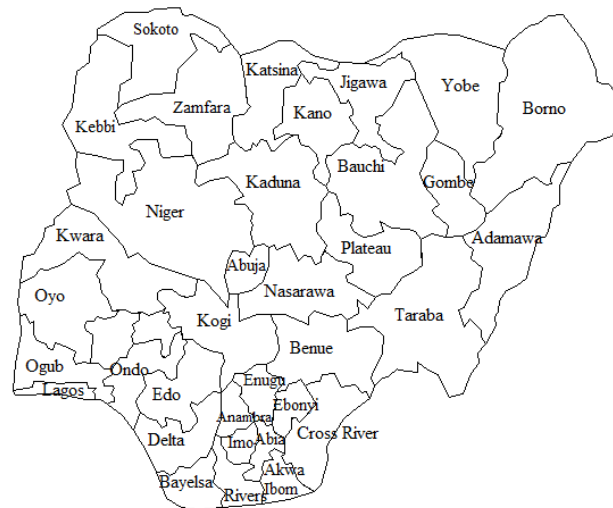 Sokoto
Katsina
Jigawa
Yobe
Borno
Zamfara
Kano
Kebbi
Bauchi
Gombe
Kaduna
Niger
Kwara
Adamawa
Plateau
Abuja
Nasarawa
Oyo
Taraba
Kogi
Benue
Ogub
Ondo
Enugu
Lagos
Edo
Ebonyi
Anambra
Cross River
Delta
Imo
Abia
Akwa
Ibom
Bayelsa
Rivers